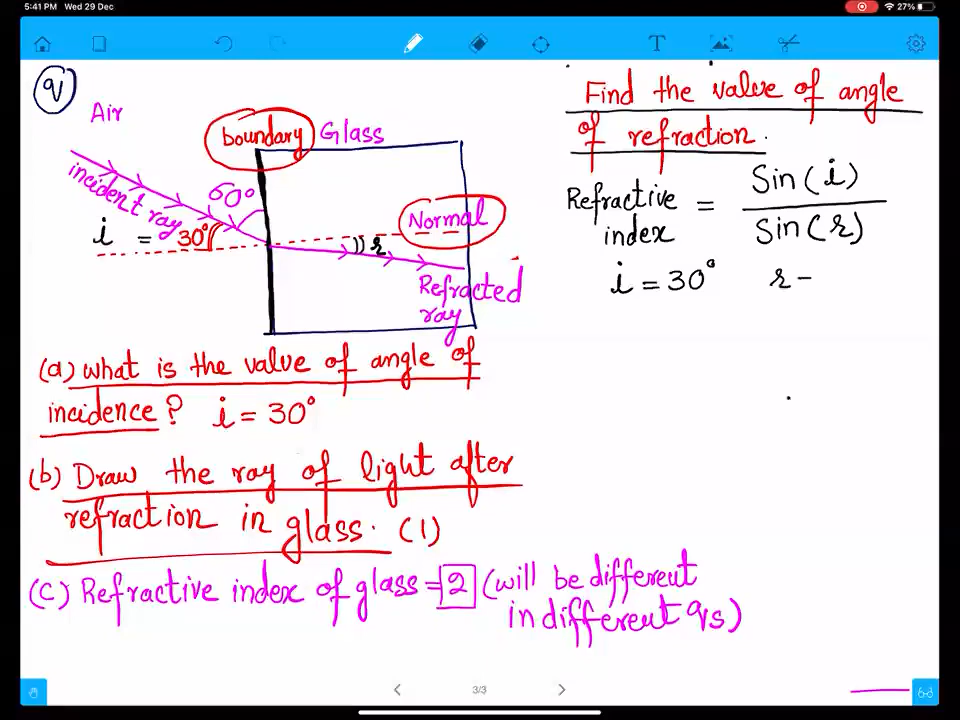 5:41 PM Wed 29 Dec
27%
T
q
Air
boundary
Glass
Find the value of angle
of refraction.
incident ray
60°
i = 30°
Normal
r
Refracted
ray
Refractive
index
= Sin(i)
Sin(r)
i = 30° r -
(a) What is the value of angle of
incidence? i = 30°
(b) Draw the ray of light after
refraction in glass. (1)
(c) Refractive index of glass = 2 (will be different
in different qs)
3/3